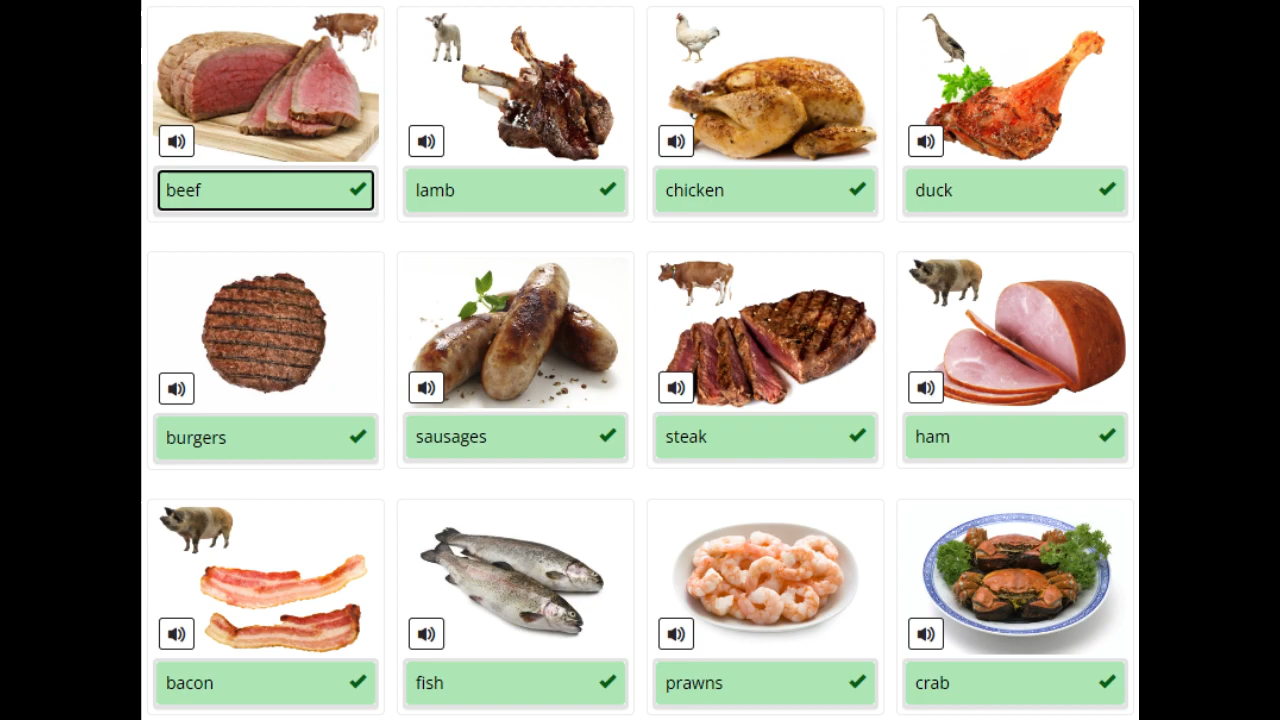 beef
lamb
chicken
duck
burgers
sausages
steak
ham
bacon
fish
prawns
crab